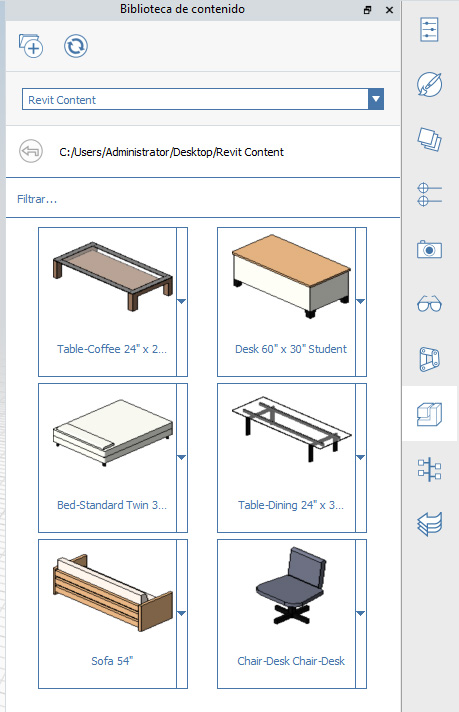 Biblioteca de contenido
Revit Content
C:/Users/Administrator/Desktop/Revit Content
Filtrar...
Table-Coffee 24" x 2...
Desk 60" x 30" Student
Bed-Standard Twin 3...
Table-Dining 24" x 3...
Sofa 54"
Chair-Desk Chair-Desk